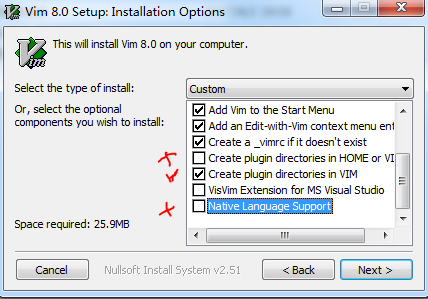 Vim 8.0 Setup: Installation Options
Vim
This will install Vim 8.0 on your computer.
Select the type of install:
Custom
Or, select the optional
components you wish to install:
Add Vim to the Start Menu
Add an Edit-with-Vim context menu ent
Create a _vimrc if it doesn't exist
Create plugin directories in HOME or VI
Create plugin directories in VIM
VisVim Extension for MS Visual Studio
Native Language Support
Space required: 25.9MB
Cancel
Nullsoft Install System v2.51
< Back
Next >